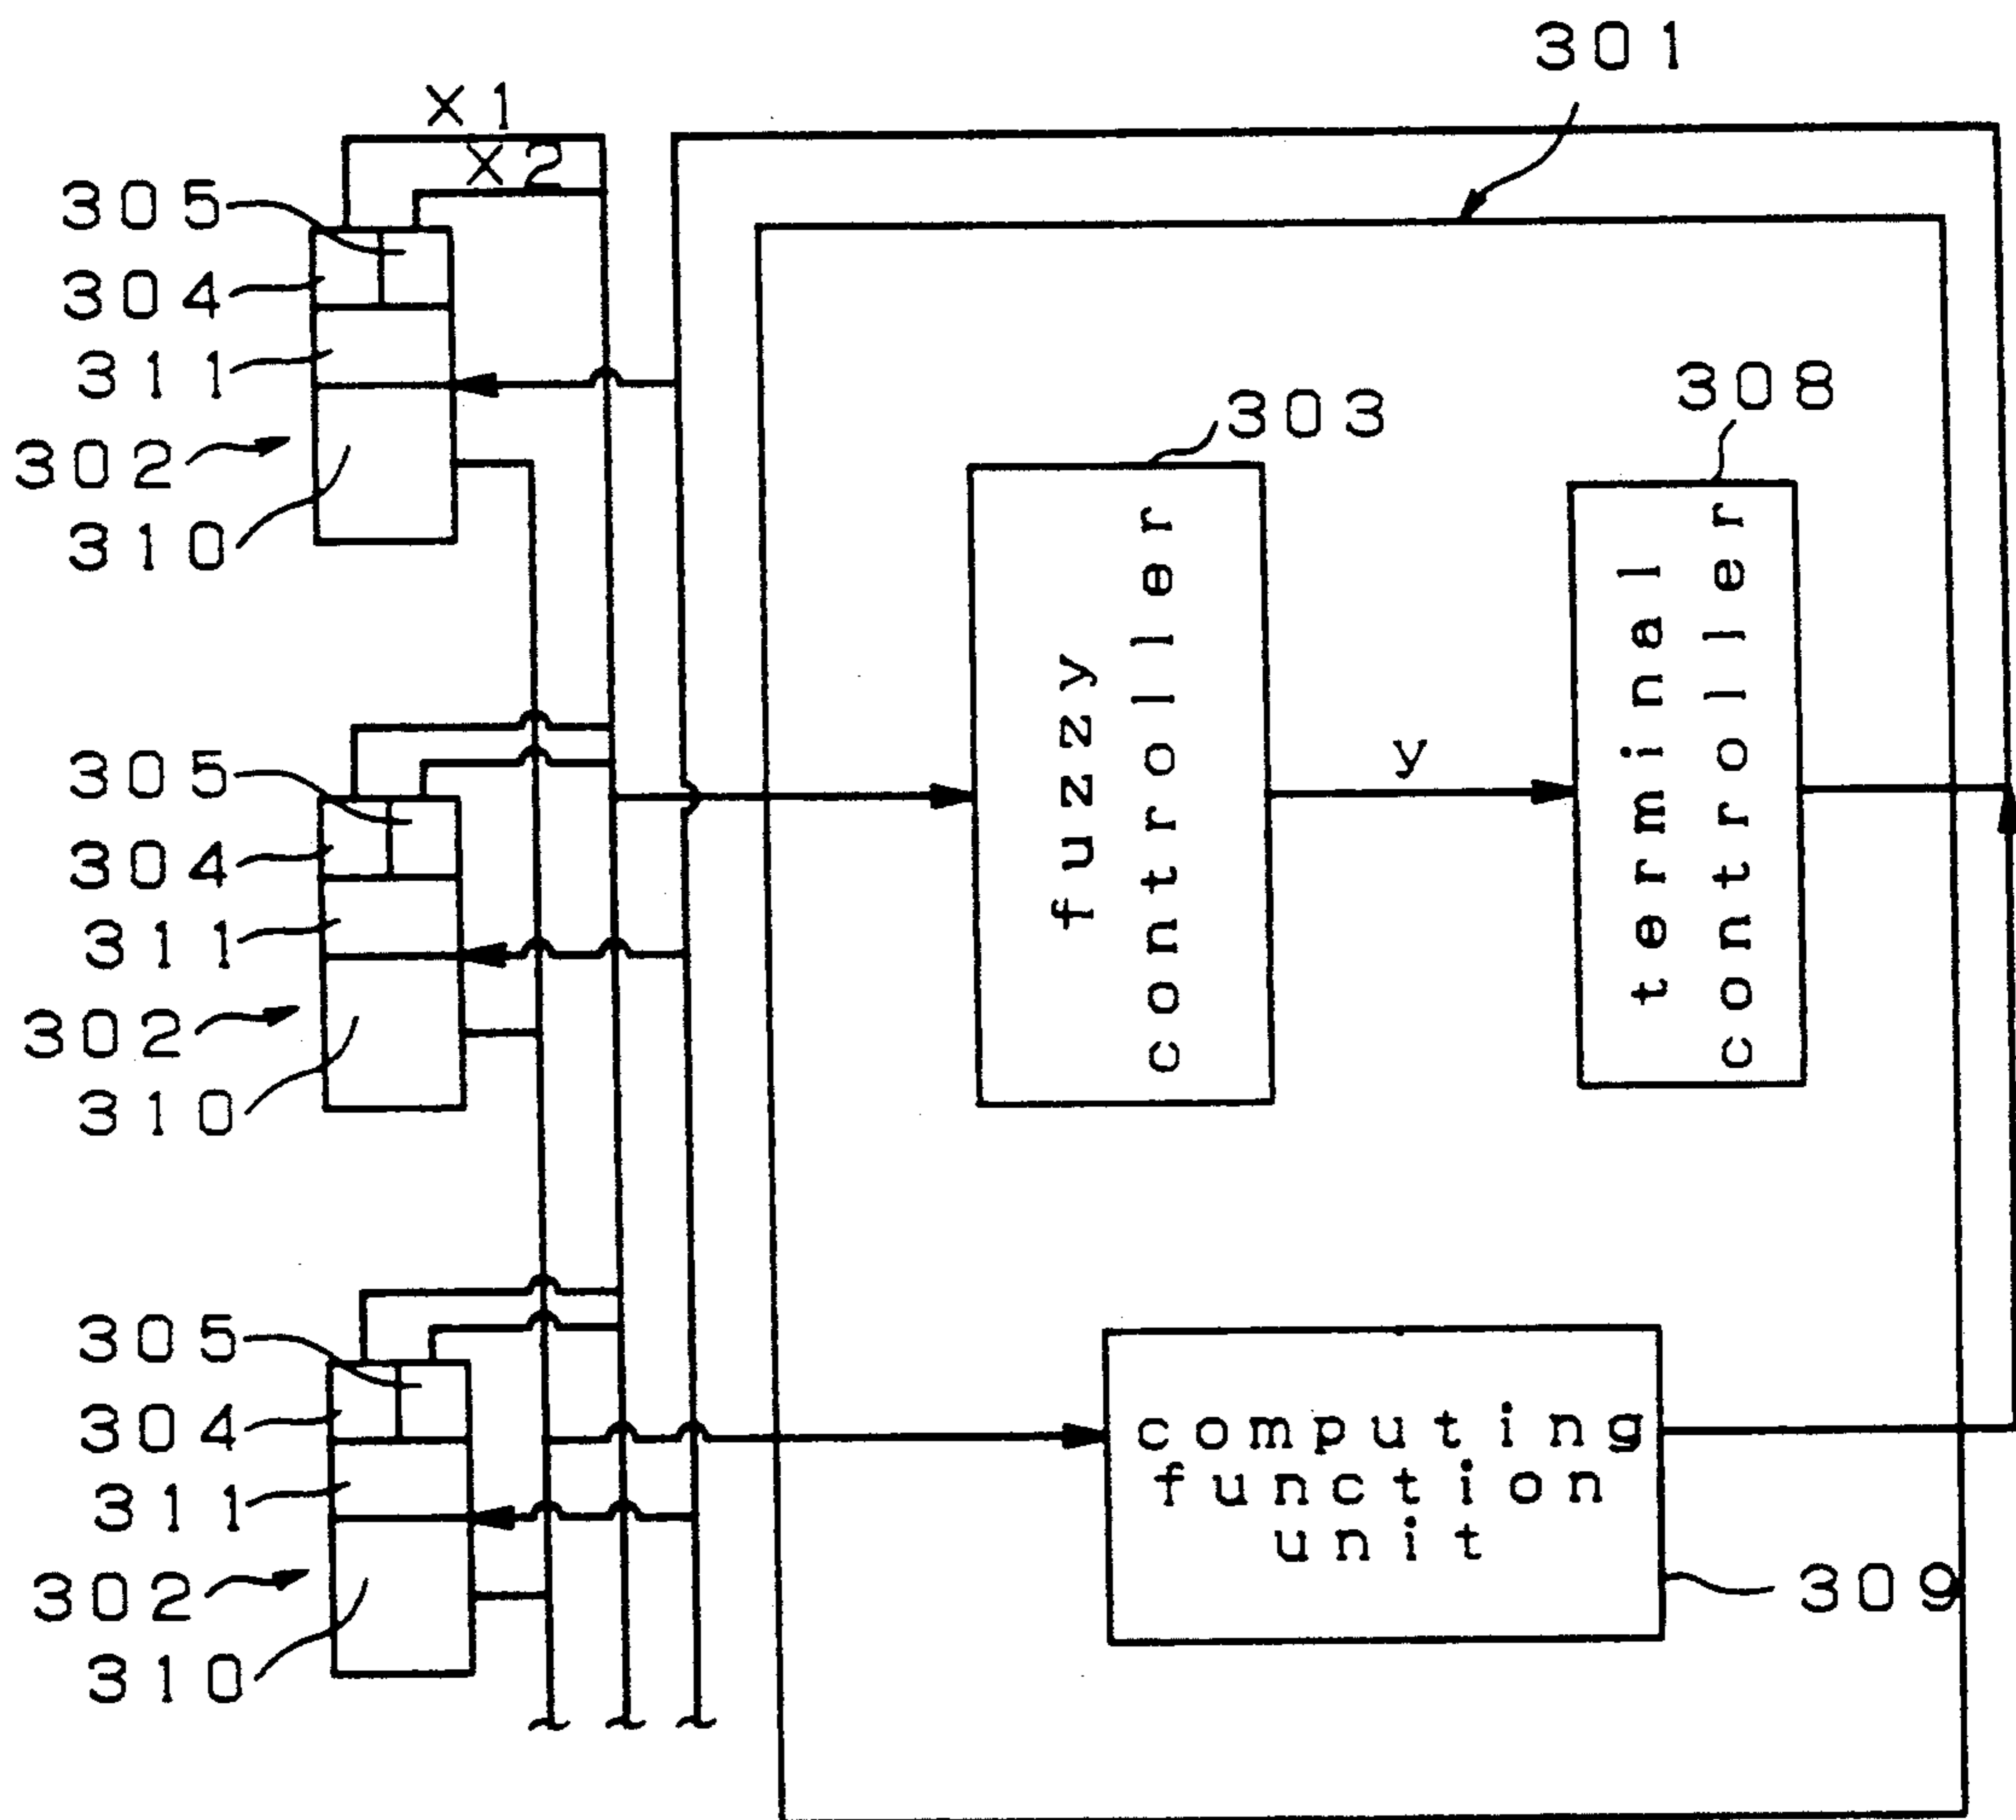 301
X1
X2
305
304
311
302
310
303
308
fuzzy
controller
y
terminal
controller
305
304
311
302
310
305
304
311
302
310
computing
function
unit
309